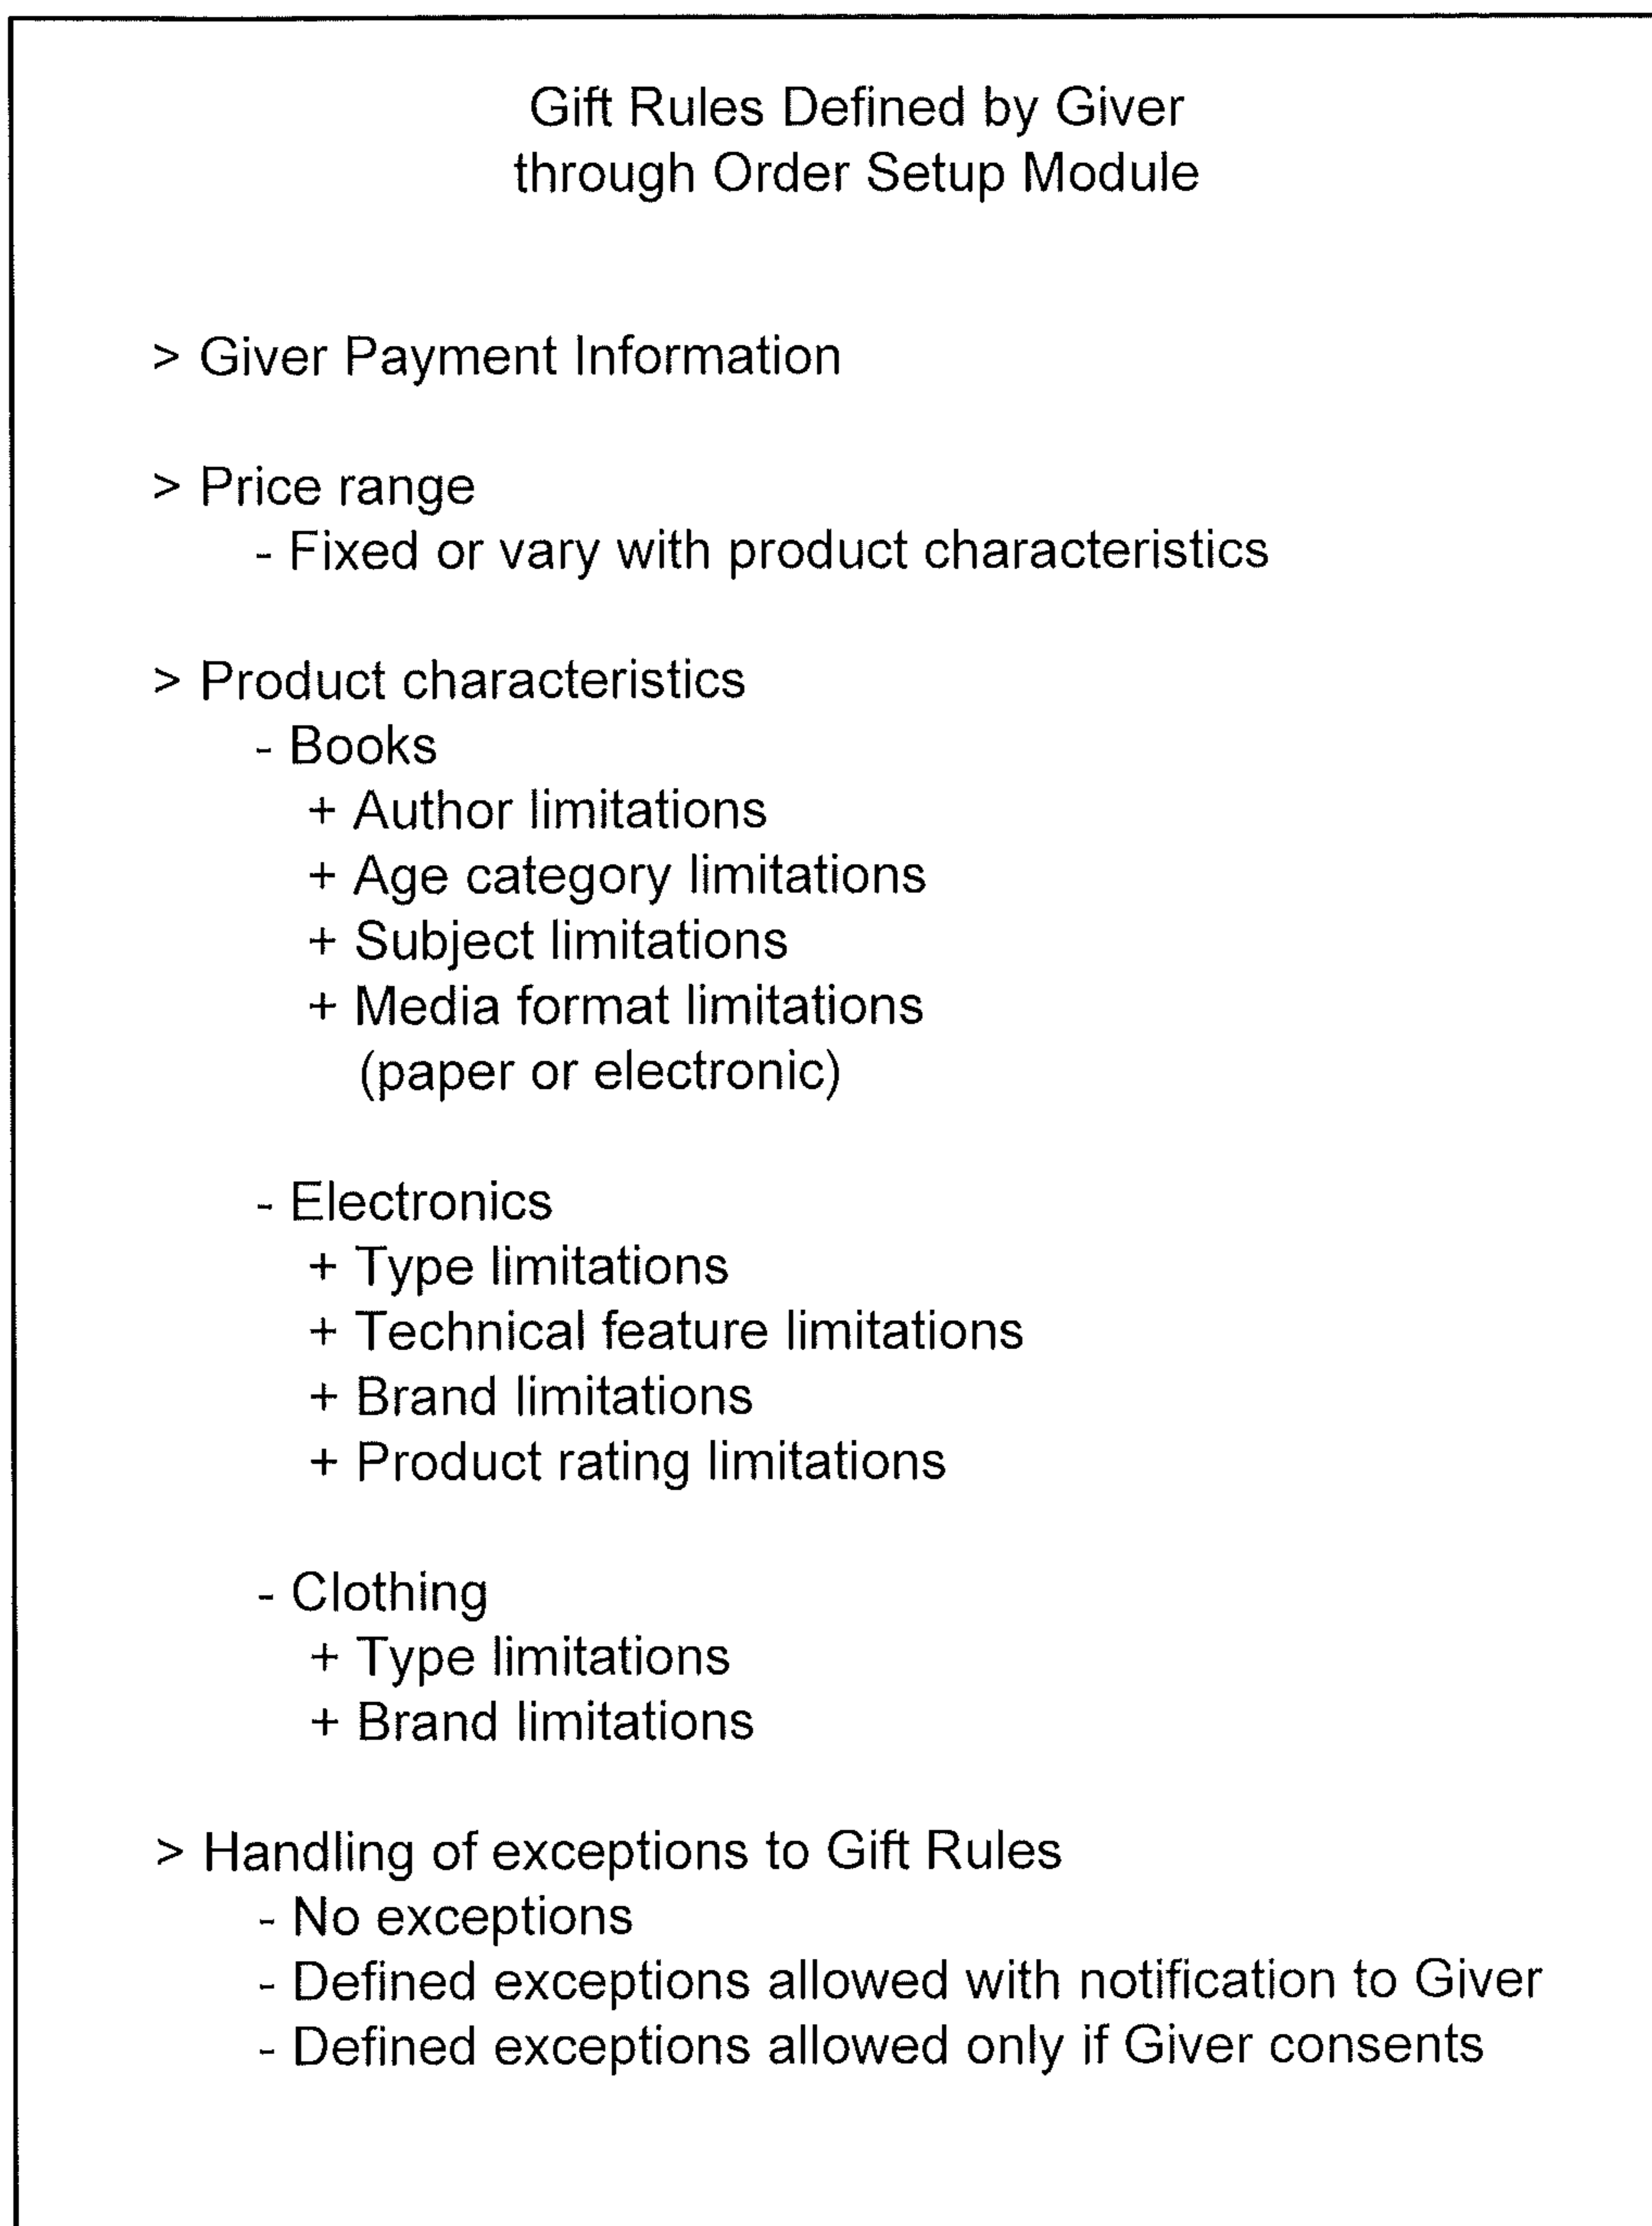 Gift Rules Defined by Giver
through Order Setup Module
> Giver Payment Information
> Price range
- Fixed or vary with product characteristics
> Product characteristics
- Books
+ Author limitations
+ Age category limitations
+ Subject limitations
+ Media format limitations
(paper or electronic)
- Electronics
+ Type limitations
+ Technical feature limitations
+ Brand limitations
+ Product rating limitations
- Clothing
+ Type limitations
+ Brand limitations
> Handling of exceptions to Gift Rules
- No exceptions
- Defined exceptions allowed with notification to Giver
- Defined exceptions allowed only if Giver consents